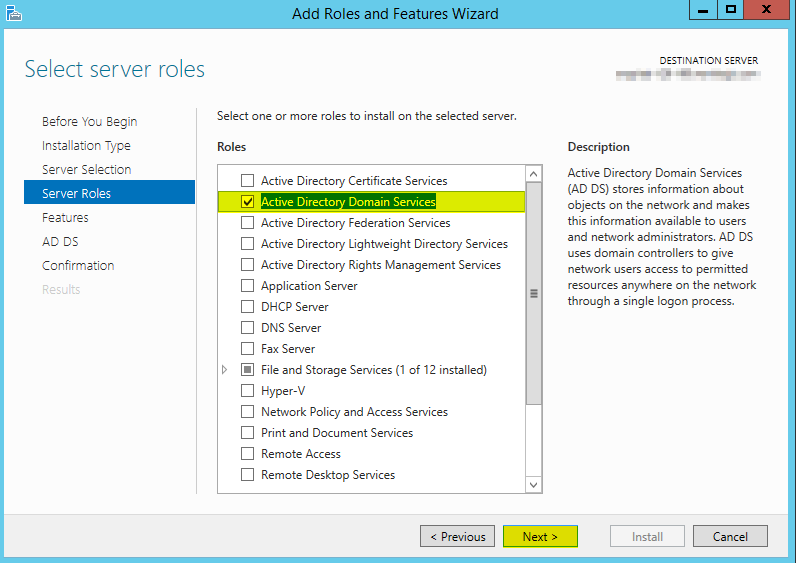 Add Roles and Features Wizard
Select server roles
DESTINATION SERVER
Before You Begin
Installation Type
Server Selection
Server Roles
Features
AD DS
Confirmation
Results
Select one or more roles to install on the selected server.
Roles
Active Directory Certificate Services
Active Directory Domain Services
Active Directory Federation Services
Active Directory Lightweight Directory Services
Active Directory Rights Management Services
Application Server
DHCP Server
DNS Server
Fax Server
File and Storage Services (1 of 12 installed)
Hyper-V
Network Policy and Access Services
Print and Document Services
Remote Access
Remote Desktop Services
Description
Active Directory Domain Services
(AD DS) stores information about
objects on the network and makes
this information available to users
and network administrators. AD DS
uses domain controllers to give
network users access to permitted
resources anywhere on the network
through a single logon process.
< Previous
Next >
Install
Cancel